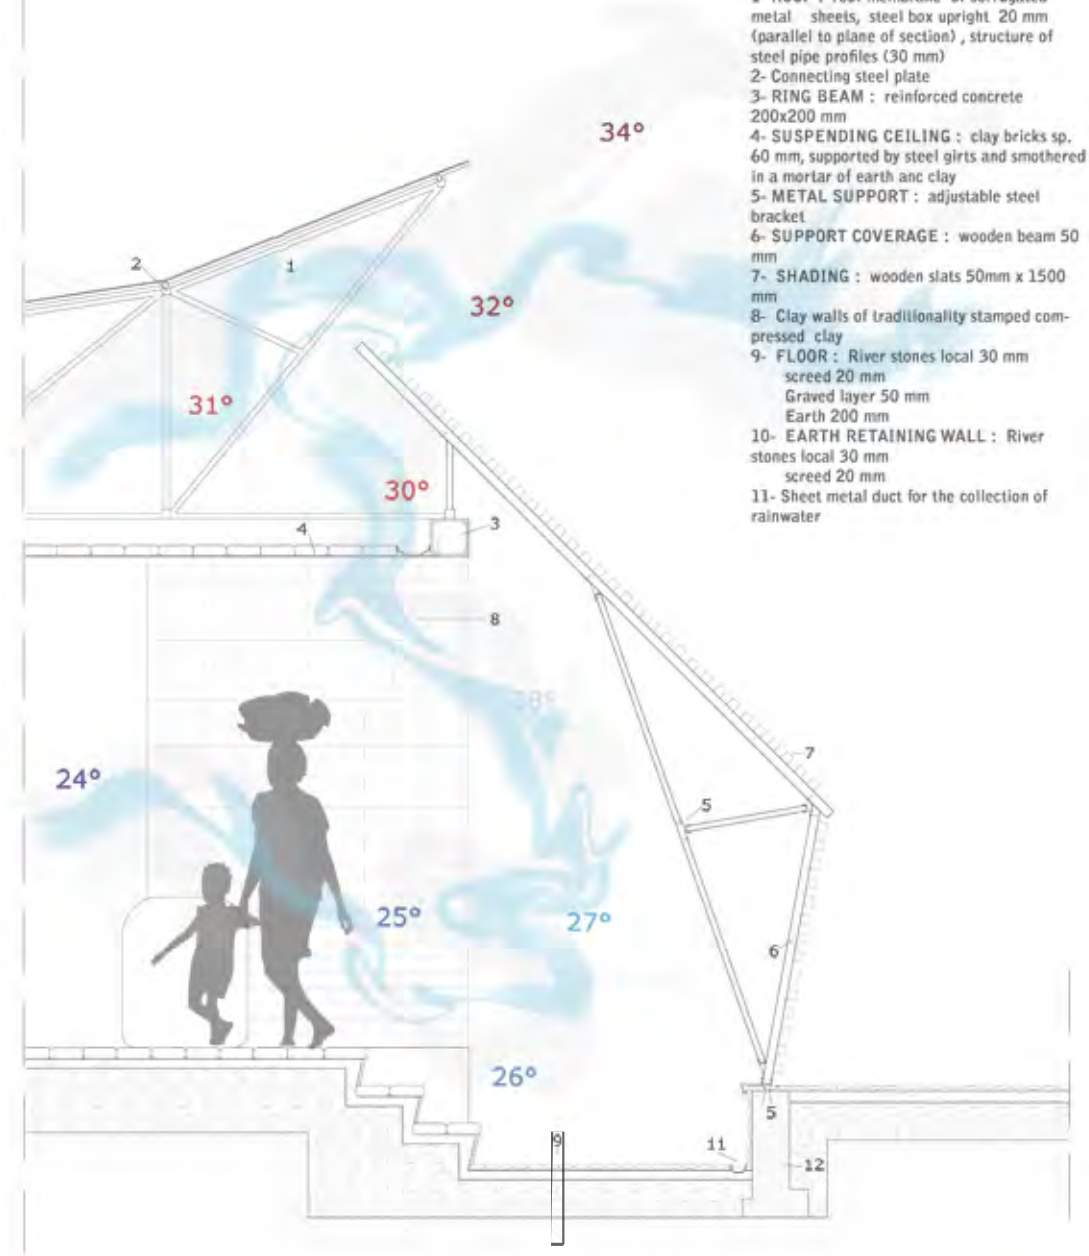 metal sheets, steel box upright 20 mm
(parallel to plane of section) , structure of
steel pipe profiles (30 mm)
2- Connecting steel plate
3- RING BEAM : reinforced concrete
200x200 mm
4- SUSPENDING CEILING : clay bricks sp.
60 mm, supported by steel girts and smothered
in a mortar of earth anc clay
5- METAL SUPPORT : adjustable steel
bracket
6- SUPPORT COVERAGE : wooden beam 50
mm
7- SHADING : wooden slats 50mm x 1500
mm
8- Clay walls of traditionality stamped com-
pressed clay
9- FLOOR : River stones local 30 mm
screed 20 mm
Graved layer 50 mm
Earth 200 mm
10- EARTH RETAINING WALL : River
stones local 30 mm
screed 20 mm
11- Sheet metal duct for the collection of
rainwater
34°
2
1
32°
31°
30°
3
4
8
24°
7
5
25°
27°
6
26°
5
9
11
12